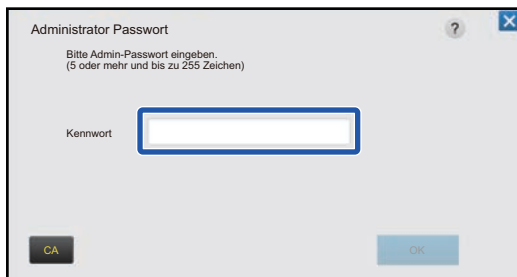 Administrator Passwort
?
Bitte Admin-Passwort eingeben.
(5 oder mehr und bis zu 255 Zeichen)
Kennwort
CA
OK